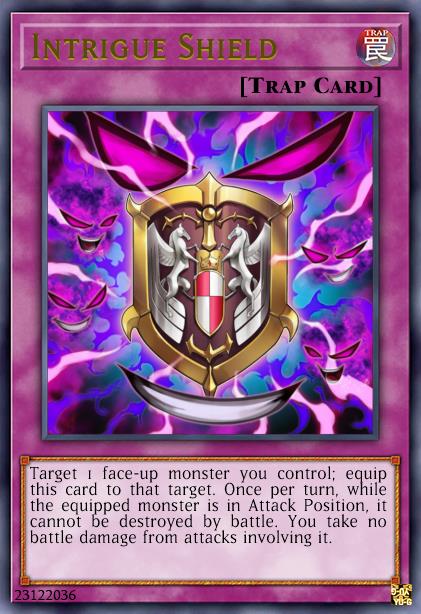 Intrigue Shield
TRAP
罠
[Trap Card]
Target 1 face-up monster you control; equip
this card to that target. Once per turn, while
the equipped monster is in Attack Position, it
cannot be destroyed by battle. You take no
battle damage from attacks involving it.
23122036